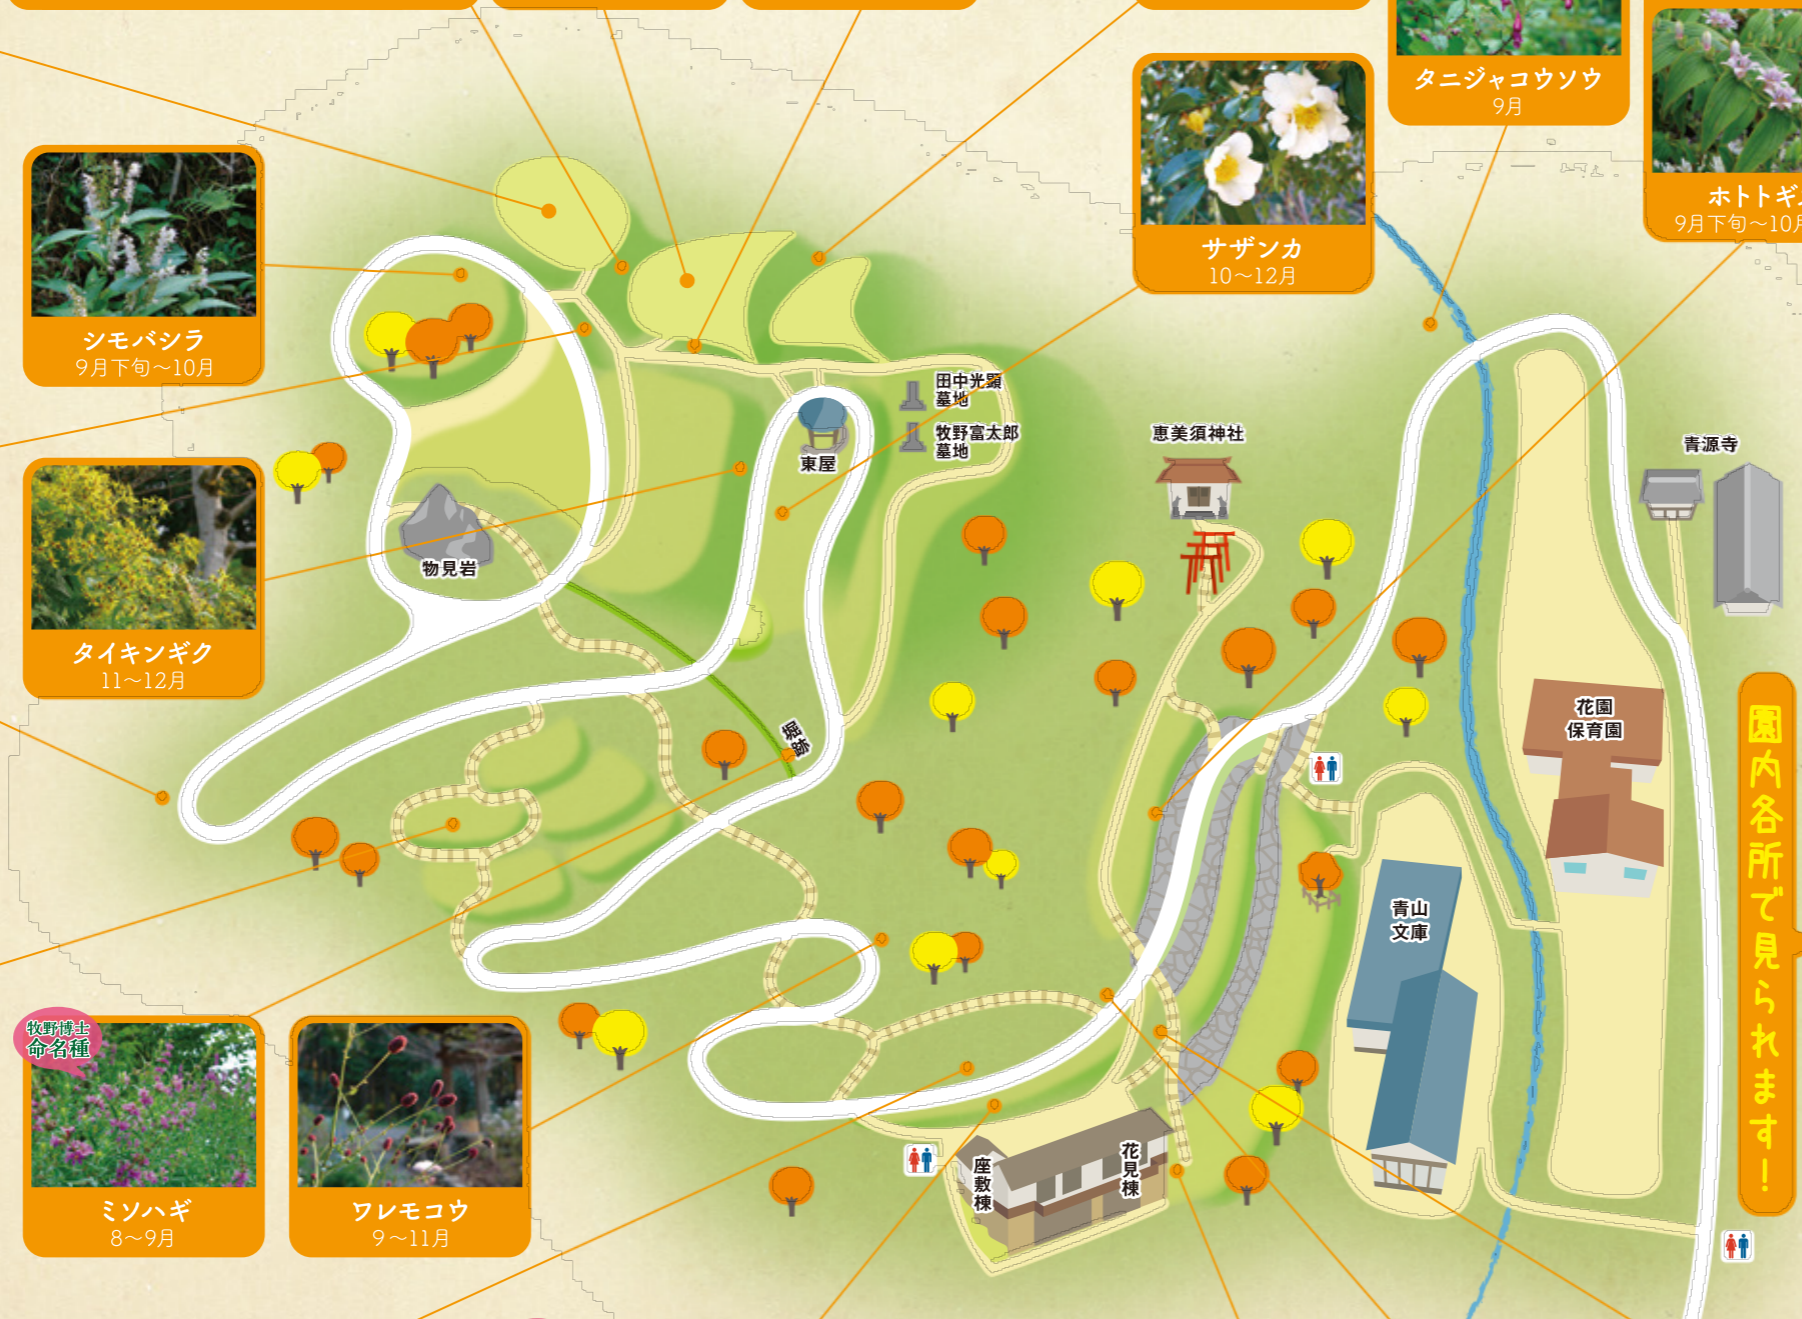 タニジャコウソウ
9月
ホトトギ
9月下旬～10月
サザンカ
10～12月
シモバシラ
9月下旬～10月
タイキンギク
11～12月
田中光顕
墓地
牧野富太郎
墓地
東屋
物見岩
恵美須神社
青源寺
堀跡
花園
保育園
青山
文庫
園内各所で見られます！
牧野博士
命名種
ミソハギ
8～9月
ワレモコウ
9～11月
座敷棟
花見棟